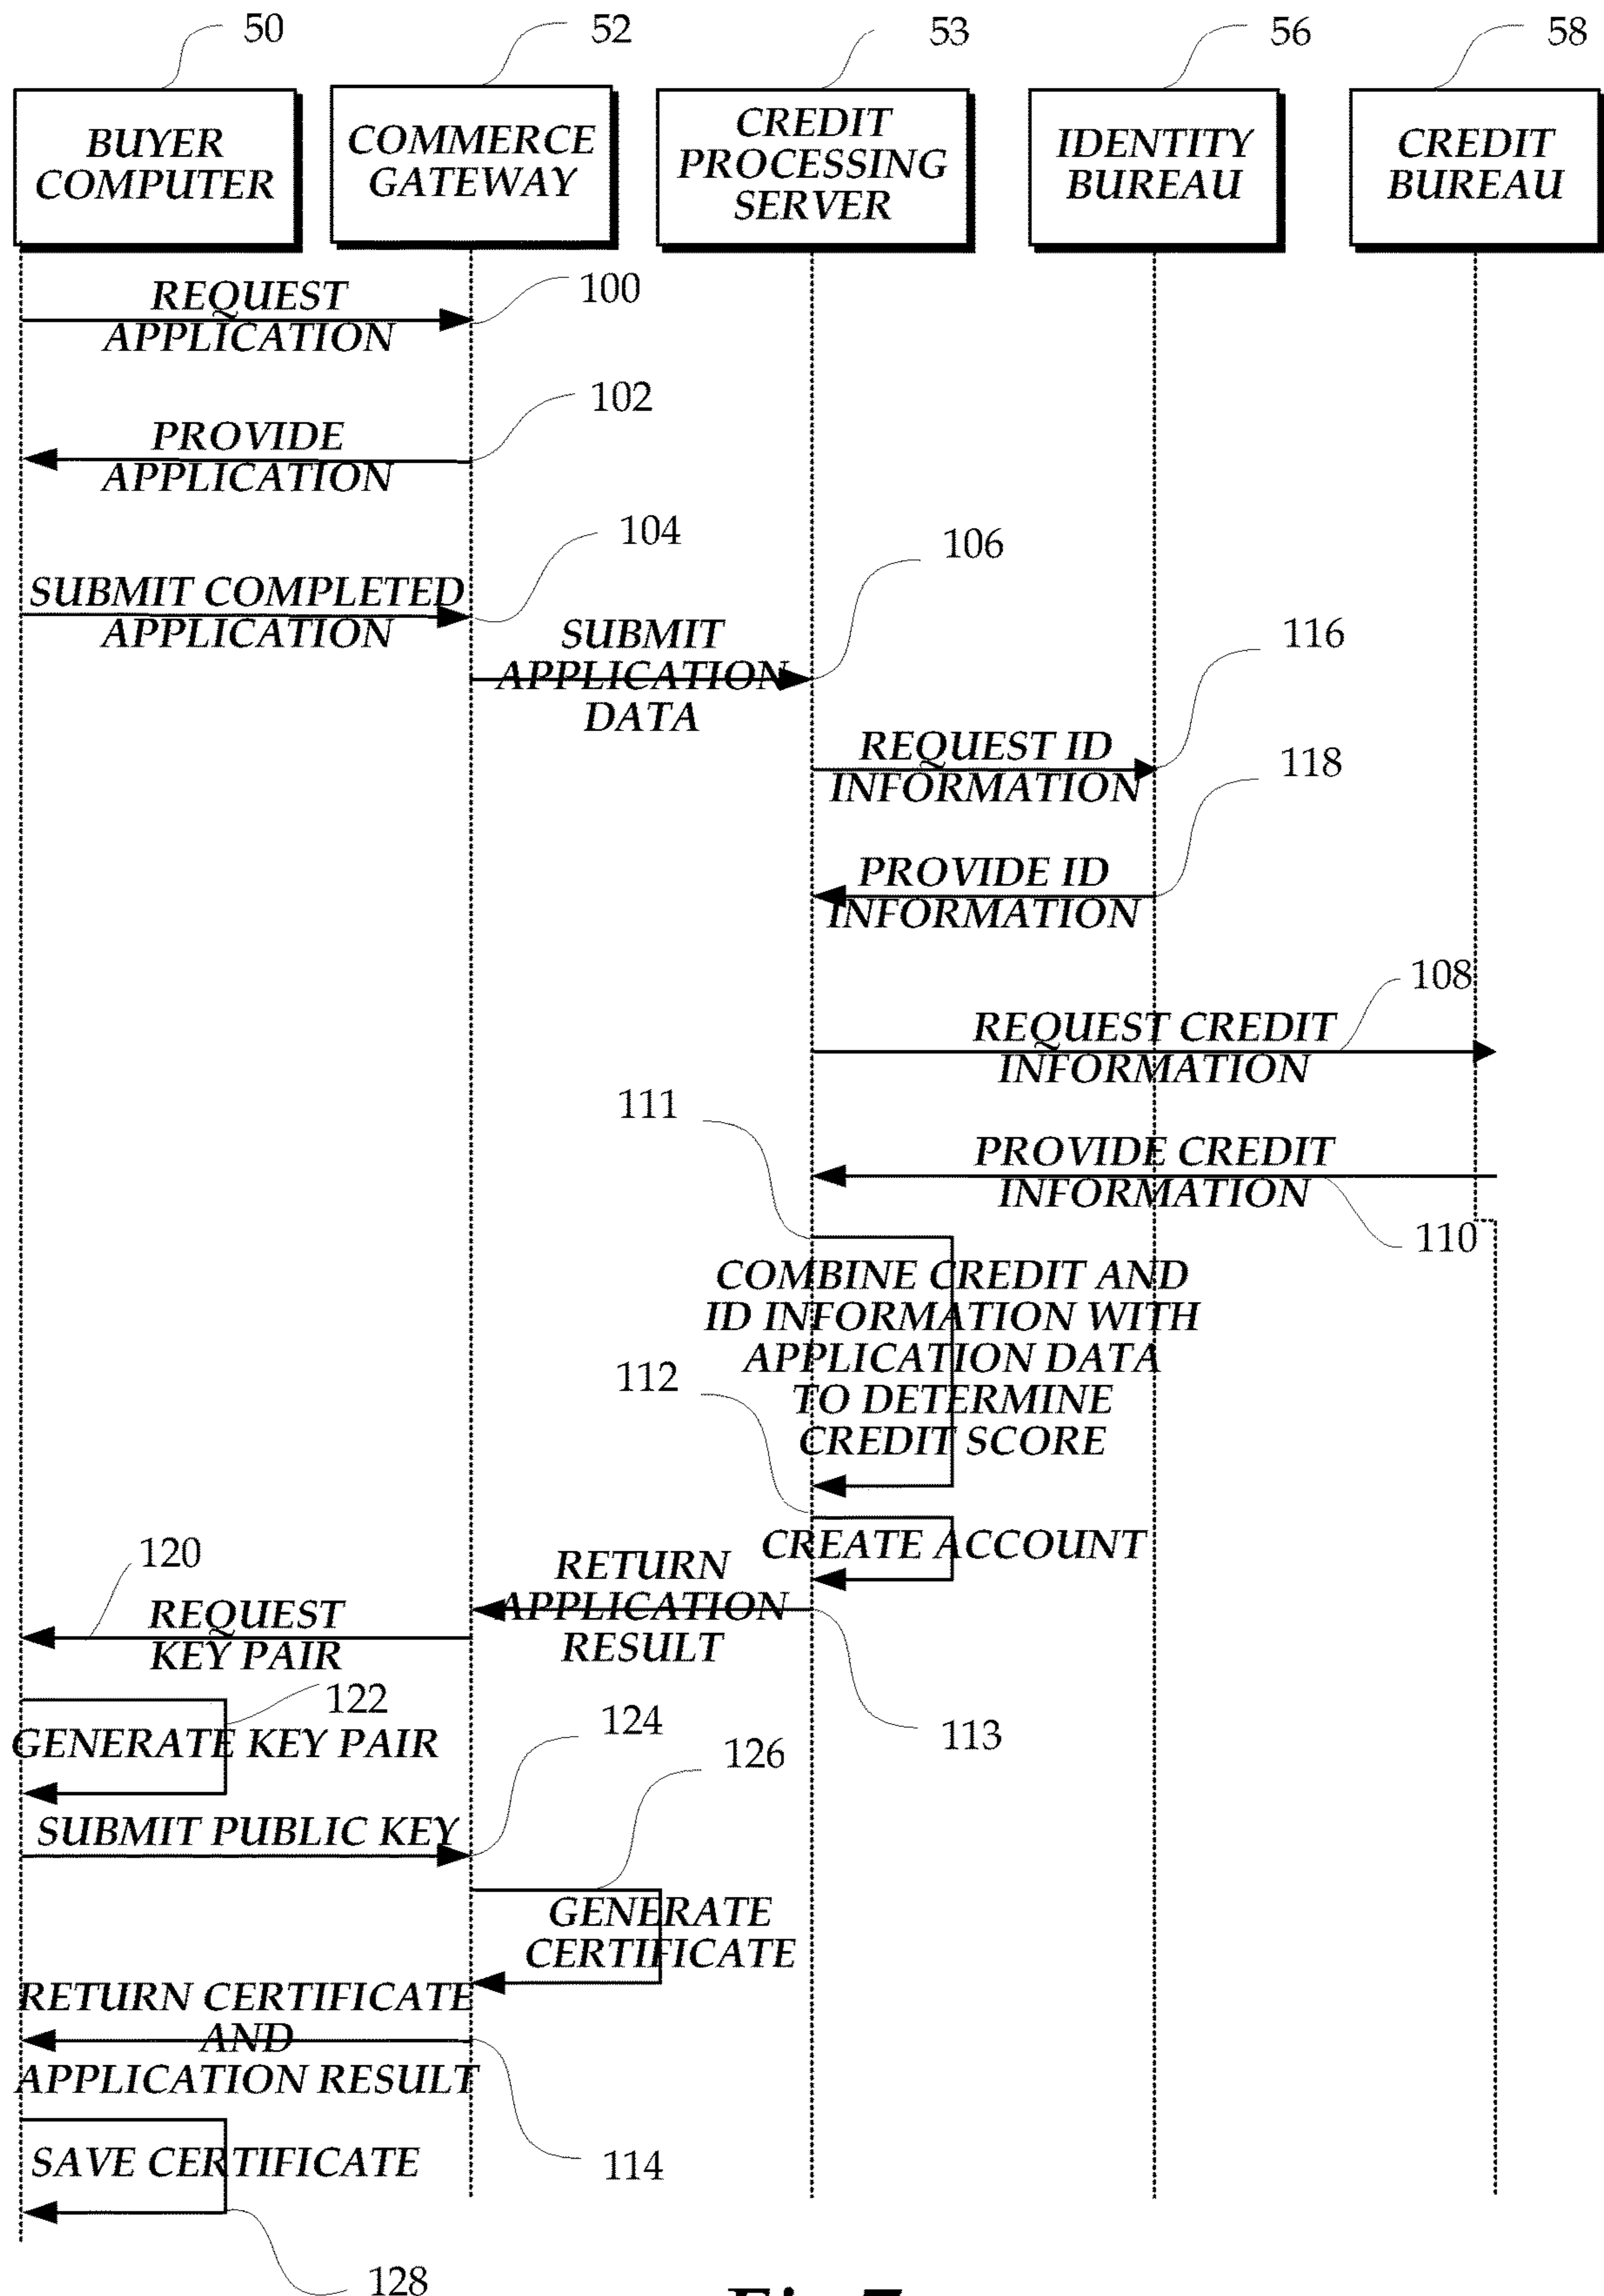 50
52
53
56
58
BUYER
COMPUTER
COMMERCE
GATEWAY
CREDIT
PROCESSING
SERVER
IDENTITY
BUREAU
CREDIT
BUREAU
REQUEST
APPLICATION
100
PROVIDE
APPLICATION
102
SUBMIT COMPLETED
APPLICATION
104
SUBMIT
APPLICATION
DATA
106
REQUEST ID
INFORMATION
116
PROVIDE ID
INFORMATION
118
REQUEST CREDIT
INFORMATION
108
PROVIDE CREDIT
INFORMATION
110
111
COMBINE CREDIT AND
ID INFORMATION WITH
APPLICATION DATA
TO DETERMINE
CREDIT SCORE
112
CREATE ACCOUNT
RETURN
APPLICATION
RESULT
113
120
REQUEST
KEY PAIR
122
GENERATE KEY PAIR
124
SUBMIT PUBLIC KEY
126
GENERATE
CERTIFICATE
RETURN CERTIFICATE
AND
APPLICATION RESULT
114
SAVE CERTIFICATE
128